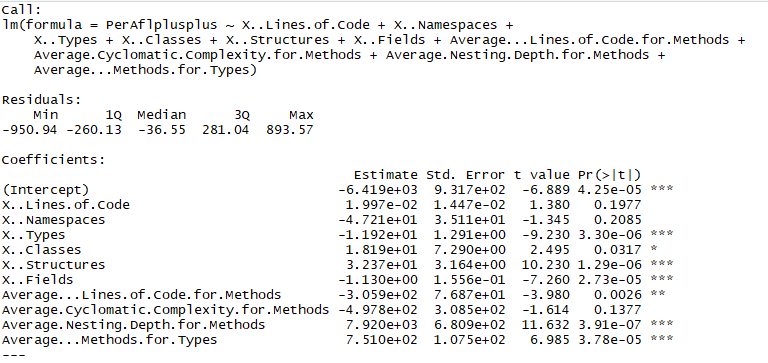 Call:
lm(formula = PerAflplusplus ~ X..Lines.of.Code + X..Namespaces +
    X..Types + X..Classes + X..Structures + X..Fields + Average...Lines.of.Code.for.Methods +
    Average.Cyclomatic.Complexity.for.Methods + Average.Nesting.Depth.for.Methods +
    Average...Methods.for.Types)
Residuals:
    Min      1Q  Median      3Q     Max
-950.94 -260.13  -36.55  281.04  893.57
Coefficients:
                                            Estimate Std. Error t value Pr(>|t|)
(Intercept)                               -6.419e+03  9.317e+02  -6.889 4.25e-05 ***
X..Lines.of.Code                           1.997e-02  1.447e-02   1.380   0.1977
X..Namespaces                             -4.721e+01  3.511e+01  -1.345   0.2085
X..Types                                  -1.192e+01  1.291e+00  -9.230 3.30e-06 ***
X..Classes                                 1.819e+01  7.290e+00   2.495   0.0317 *
X..Structures                              3.237e+01  3.164e+00  10.230 1.29e-06 ***
X..Fields                                 -1.130e+00  1.556e-01  -7.260 2.73e-05 ***
Average...Lines.of.Code.for.Methods       -3.059e+02  7.687e+01  -3.980   0.0026 **
Average.Cyclomatic.Complexity.for.Methods -4.978e+02  3.085e+02  -1.614   0.1377
Average.Nesting.Depth.for.Methods          7.920e+03  6.809e+02  11.632 3.91e-07 ***
Average...Methods.for.Types                7.510e+02  1.075e+02   6.985 3.78e-05 ***
---